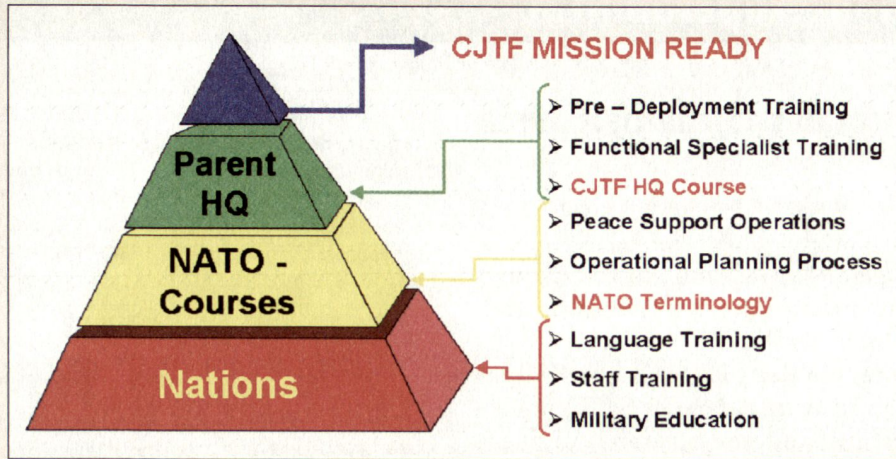 CJTF MISSION READY
Parent
HQ
➢ Pre – Deployment Training
➢ Functional Specialist Training
➢ CJTF HQ Course
NATO -
Courses
➢ Peace Support Operations
➢ Operational Planning Process
➢ NATO Terminology
Nations
➢ Language Training
➢ Staff Training
➢ Military Education